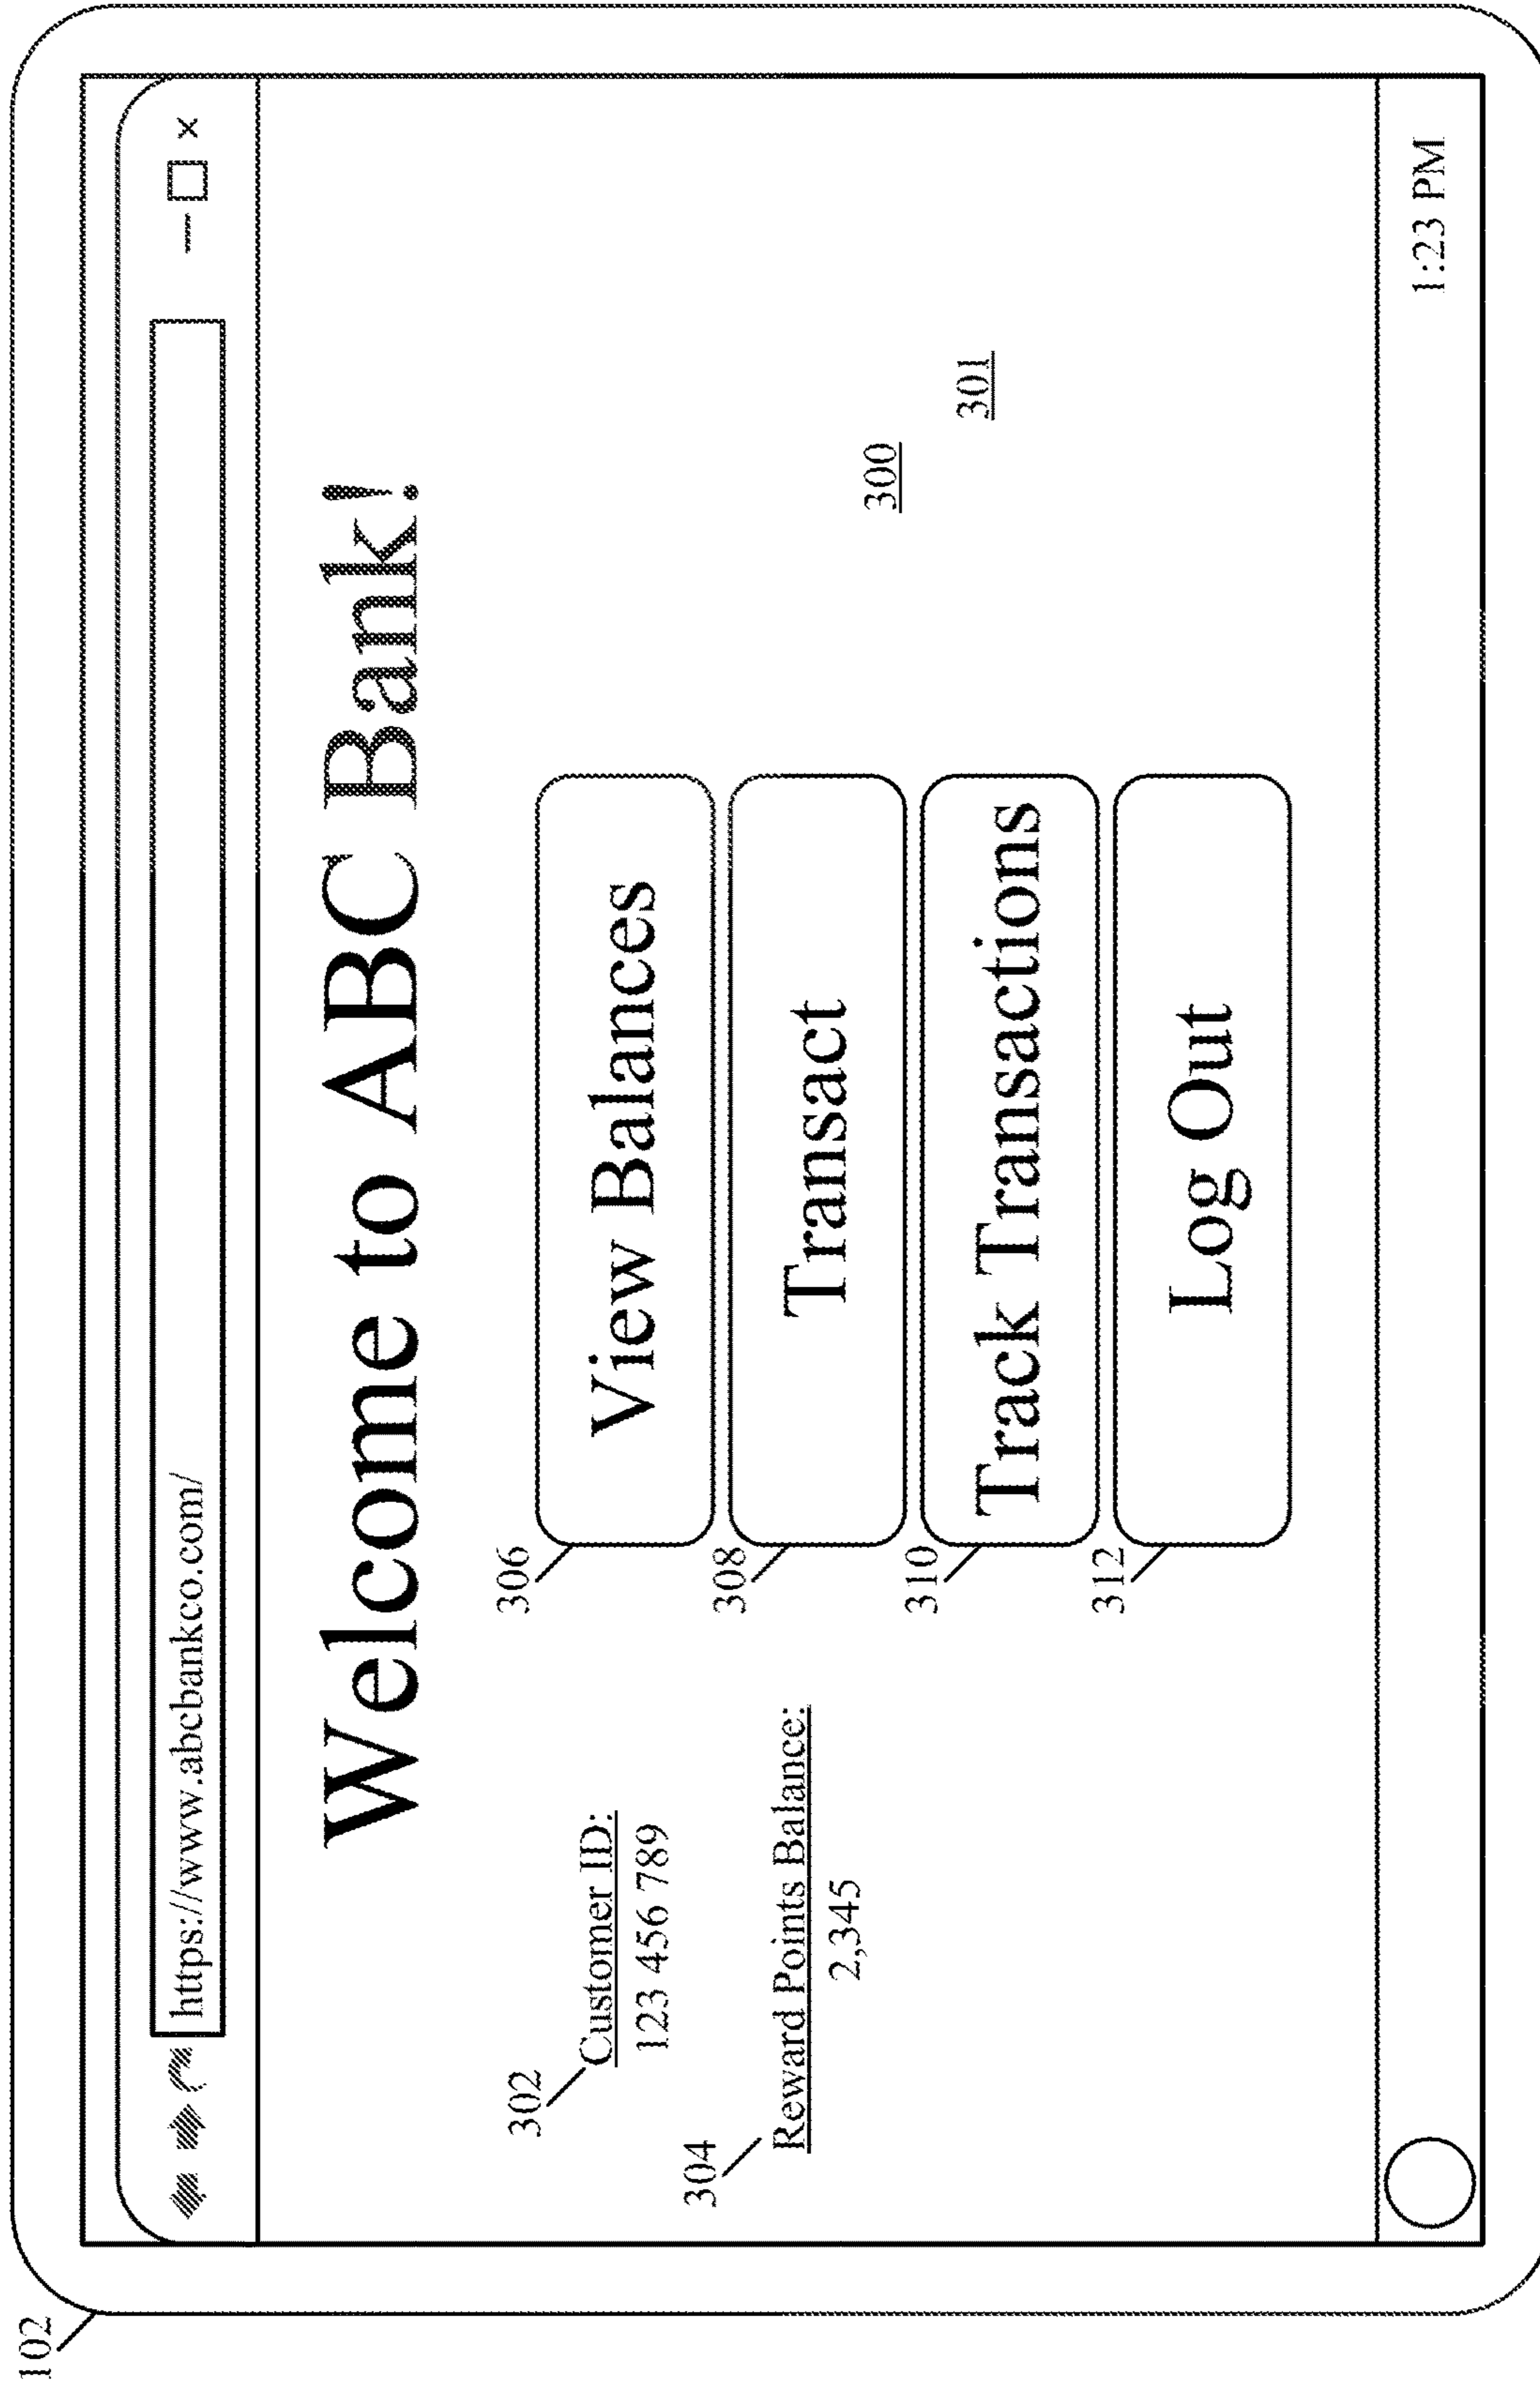 102
https://www.abcbankco.com/
1:23 PM
Welcome to ABC Bank!
302
Customer ID:
123 456 789
304
Reward Points Balance:
2,345
306
View Balances
308
Transact
310
Track Transactions
312
Log Out
300
301